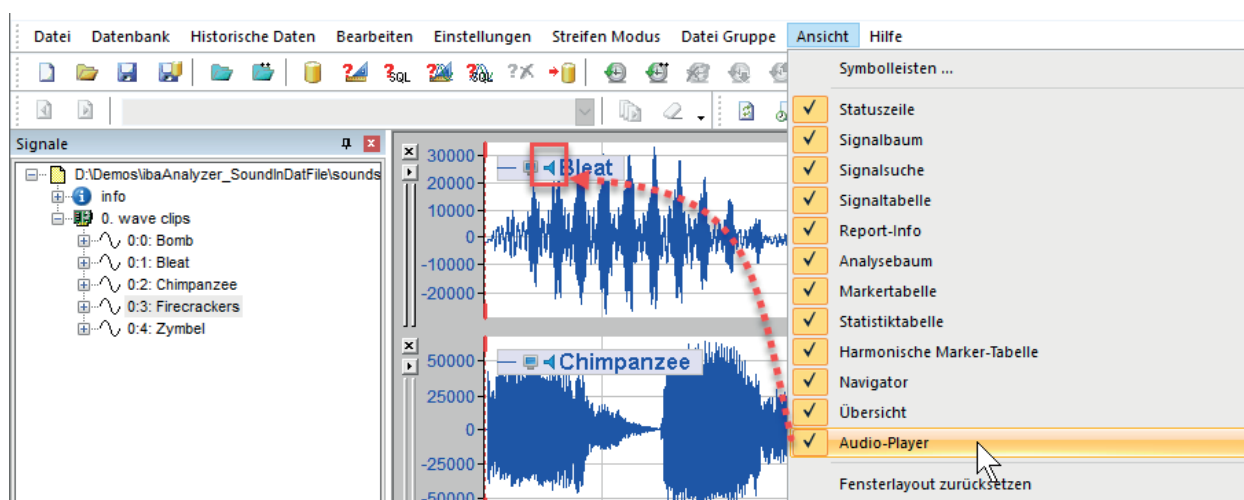 Datei Datenbank Historische Daten Bearbeiten Einstellungen Streifen Modus Datei Gruppe Ansicht Hilfe
SQL SQL
Signale
D:\Demos\ibaAnalyzer_SoundInDatFile\sounds
info
0. wave clips
0:0: Bomb
0:1: Bleat
0:2: Chimpanzee
0:3: Firecrackers
0:4: Zymbel
Bleat
30000
20000
10000
0
-10000
-20000
Chimpanzee
50000
25000
0
-25000
-50000
Symbolleisten ...
Statuszeile
Signalbaum
Signalsuche
Signaltabelle
Report-Info
Analysebaum
Markertabelle
Statistiktabelle
Harmonische Marker-Tabelle
Navigator
Übersicht
Audio-Player
Fensterlayout zurücksetzen